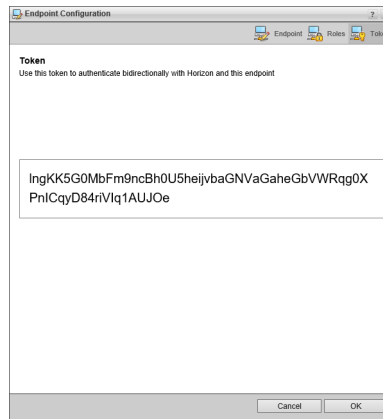 Endpoint Configuration
?
Endpoint Roles Tok
Token
Use this token to authenticate bidirectionally with Horizon and this endpoint
lngKK5G0MbFm9ncBh0U5heijvbaGNVaGaheGbVWRqg0X
PnICqyD84riVIq1AUJOe
Cancel OK